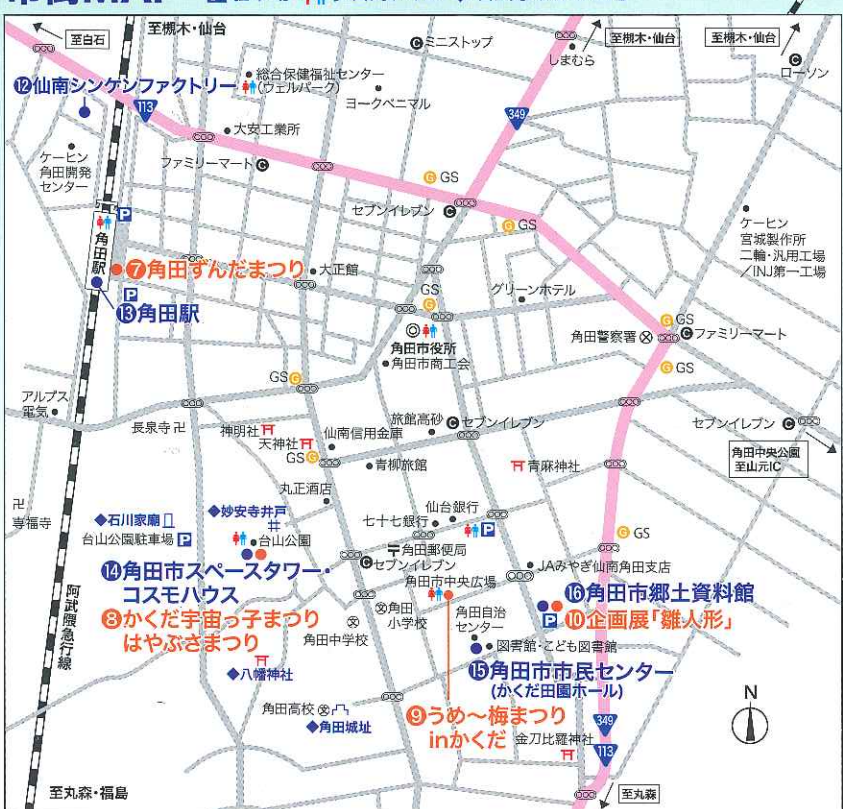 市街MAP
至白石
至槻木・仙台
ミニストップ
至槻木・仙台
至槻木・仙台
しまむら
ローソン
⑫仙南シンケンファクトリー
総合保健福祉センター
(ウェルパーク)
ヨークベニマル
113
349
大安工業所
ケーヒン
角田開発
センター
ファミリーマート
GS
セブンイレブン
GS
P
角田駅
⑦角田ずんだまつり
大正館
P
⑬角田駅
GS
グリーンホテル
ケーヒン
宮城製作所
二輪・汎用工場
/INJ第一工場
角田市役所
角田市商工会
GS
角田警察署
ファミリーマート
GS
GS
アルプス
電気
長泉寺
神明社
天神社
GS
仙南信用金庫
旅館高砂
セブンイレブン
セブンイレブン
角田中央公園
至山元IC
青柳旅館
青麻神社
丸正酒店
専福寺
◆石川家廟
台山公園駐車場 P
◆妙安寺井戸
台山公園
仙台銀行
七十七銀行
P
GS
〒角田郵便局
セブンイレブン
角田市中央広場
JAみやぎ仙南角田支店
⑭角田市スペースタワー・
コスモハウス
⑧かくだ宇宙っ子まつり
はやぶさまつり
角田
小学校
角田中学校
角田自治
センター
⑯角田市郷土資料館
P
⑩企画展「雛人形」
図書館・こども図書館
阿武隈急行線
◆八幡神社
⑮角田市市民センター
(かくだ田園ホール)
角田高校
◆角田城址
⑨うめ〜梅まつり
inかくだ
金刀比羅神社
N
349
113
至丸森・福島
至丸森